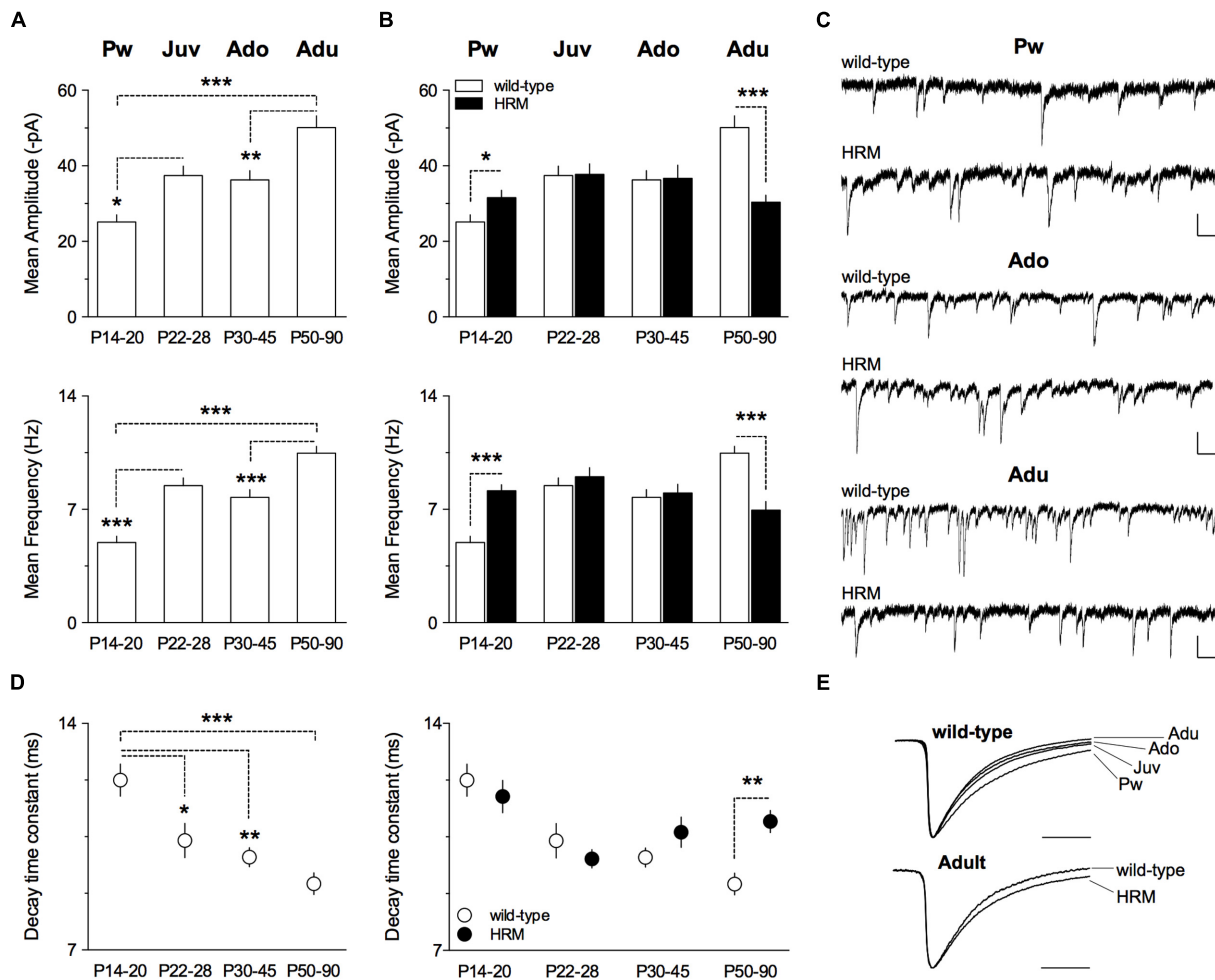 A
Pw Juv Ado Adu
***
**
*
Mean Amplitude (-pA)
60
40
20
0
P14-20 P22-28 P30-45 P50-90
***
***
***
Mean Frequency (Hz)
14
7
0
P14-20 P22-28 P30-45 P50-90
B
Pw Juv Ado Adu
wild-type
HRM
***
*
Mean Amplitude (-pA)
60
40
20
0
P14-20 P22-28 P30-45 P50-90
***
***
Mean Frequency (Hz)
14
7
0
P14-20 P22-28 P30-45 P50-90
C
Pw
wild-type
HRM
Ado
wild-type
HRM
Adu
wild-type
HRM
D
***
*
**
Decay time constant (ms)
14
7
P14-20 P22-28 P30-45 P50-90
**
Decay time constant (ms)
14
7
wild-type
HRM
P14-20 P22-28 P30-45 P50-90
E
wild-type
Adu
Ado
Juv
Pw
Adult
wild-type
HRM